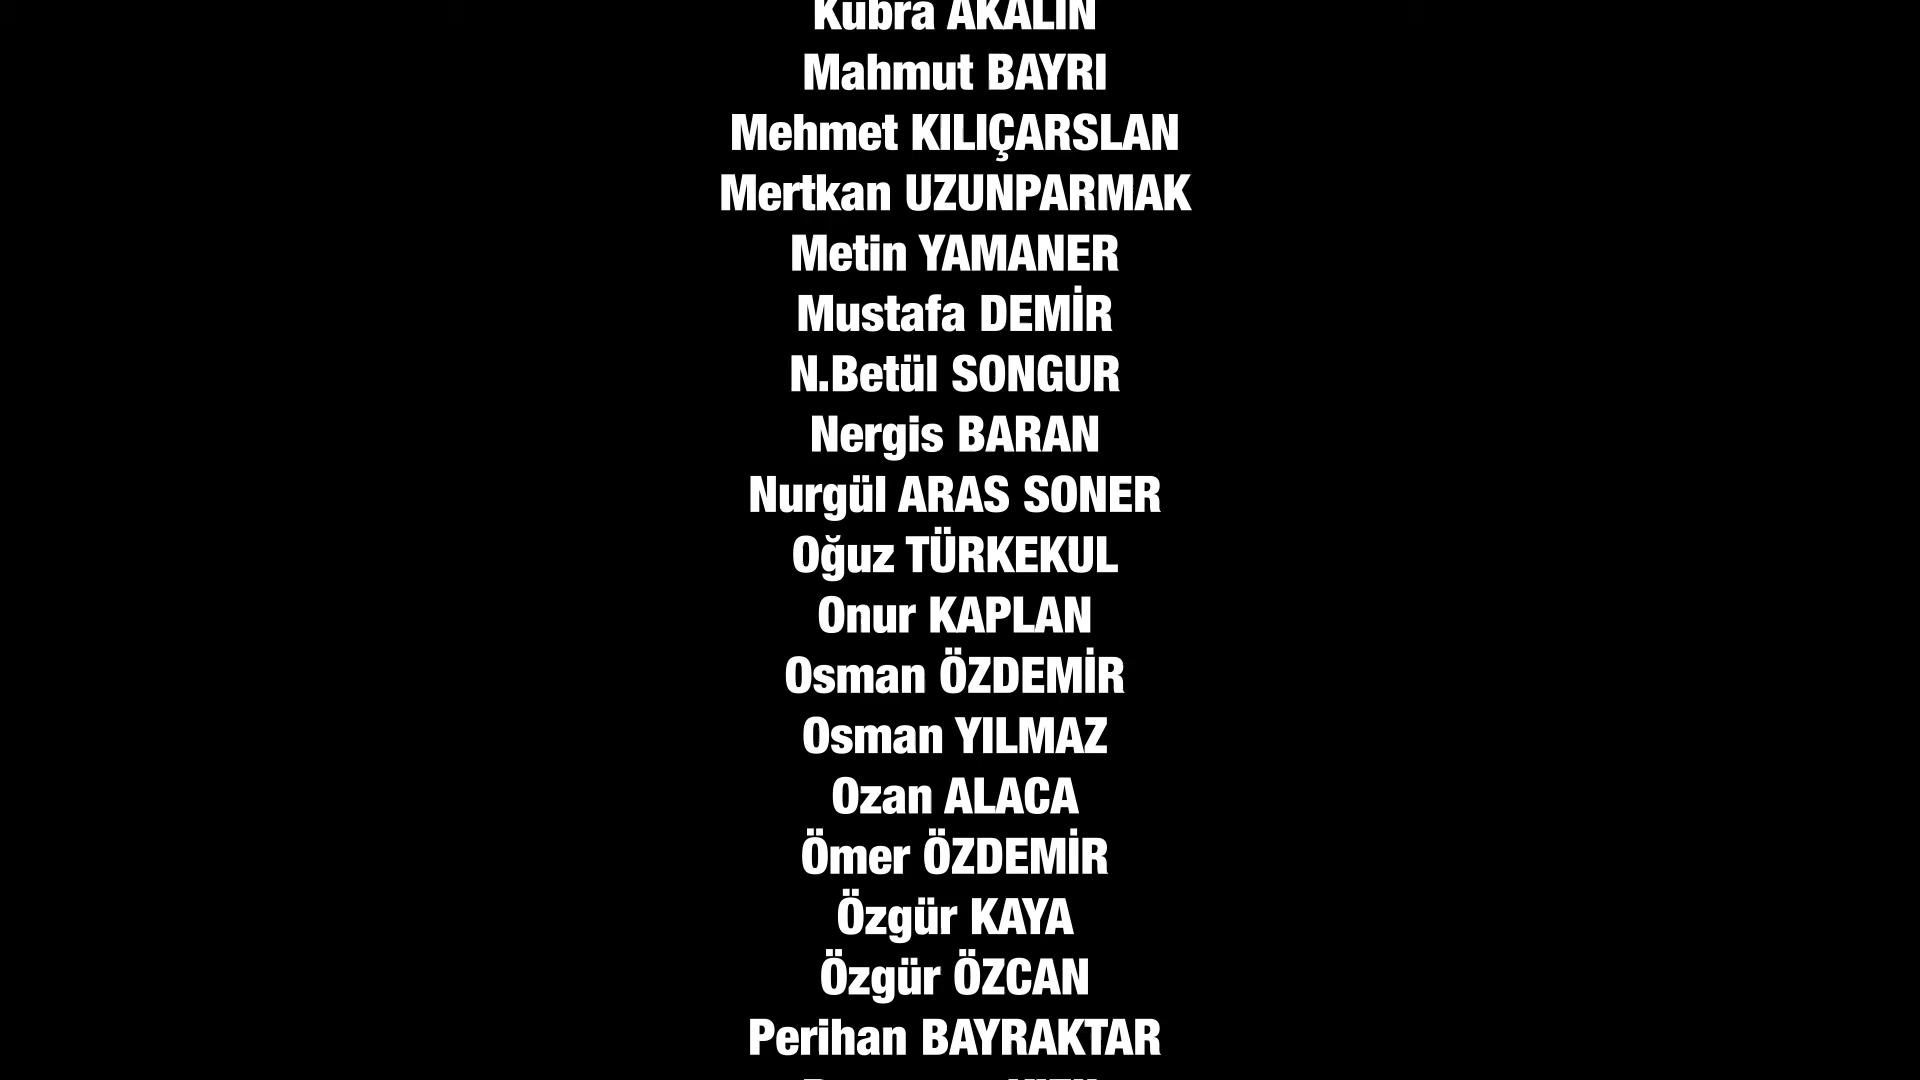 Kübra AKALIN
Mahmut BAYRI
Mehmet KILIÇARSLAN
Mertkan UZUNPARMAK
Metin YAMANER
Mustafa DEMİR
N.Betül SONGUR
Nergis BARAN
Nurgül ARAS SONER
Oğuz TÜRKEKUL
Onur KAPLAN
Osman ÖZDEMİR
Osman YILMAZ
Ozan ALACA
Ömer ÖZDEMİR
Özgür KAYA
Özgür ÖZCAN
Perihan BAYRAKTAR